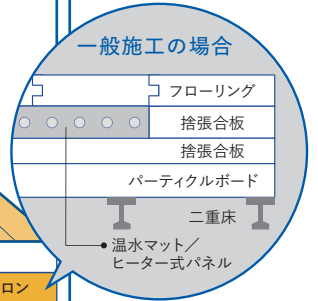 一般施工の場合
フローリング
捨張合板
捨張合板
パーティクルボード
二重床
温水マット／
ヒーター式パネル
ロン